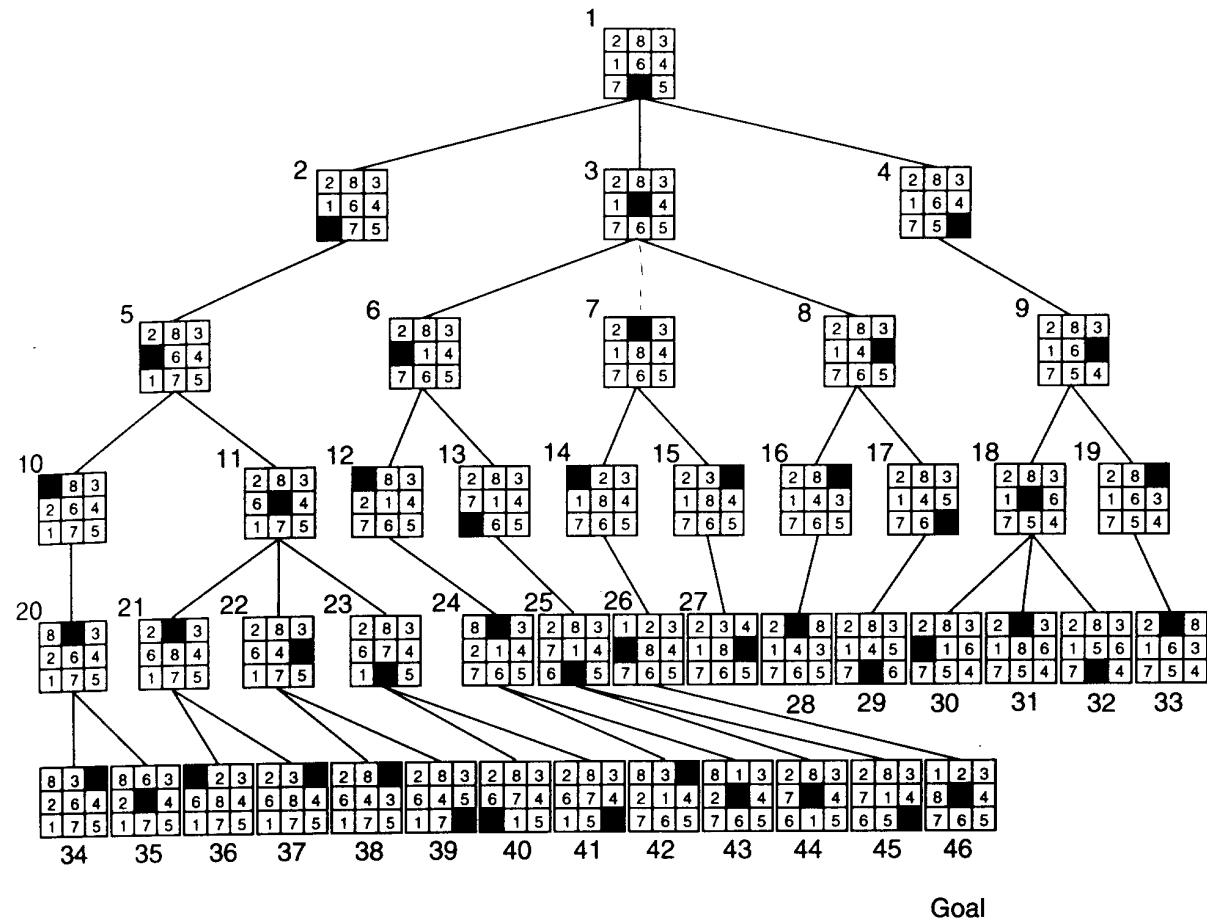 1
2 8 3
1 6 4
7 5
2
2 8 3
1 6 4
7 5
3
2 8 3
1 4
7 6 5
4
2 8 3
1 6 4
7 5
5
2 8 3
6 4
1 7 5
6
2 8 3
1 4
7 6 5
7
2 3
1 8 4
7 6 5
8
2 8 3
1 4
7 6 5
9
2 8 3
1 6
7 5 4
10
8 3
2 6 4
1 7 5
11
2 8 3
6 4
1 7 5
12
8 3
2 1 4
7 6 5
13
2 8 3
7 1 4
6 5
14
2 3
1 8 4
7 6 5
15
2 3
1 8 4
7 6 5
16
2 8
1 4 3
7 6 5
17
2 8 3
1 4 5
7 6
18
2 8 3
1 6
7 5 4
19
2 8
1 6 3
7 5 4
20
8 3
2 6 4
1 7 5
21
2 3
6 8 4
1 7 5
22
2 8 3
6 4
1 7 5
23
2 8 3
6 7 4
1 5
24
8 3
2 1 4
7 6 5
25
2 8 3
7 1 4
6 5
26
1 2 3
8 4
7 6 5
27
2 3 4
1 8
7 6 5
2 8
1 4 3
7 6 5
28
2 8 3
1 4 5
7 6
29
2 8 3
1 6
7 5 4
30
2 3
1 8 6
7 5 4
31
2 8 3
1 5 6
7 4
32
2 8
1 6 3
7 5 4
33
8 3
2 6 4
1 7 5
34
8 6 3
2 4
1 7 5
35
2 3
6 8 4
1 7 5
36
2 3
6 8 4
1 7 5
37
2 8
6 4 3
1 7 5
38
2 8 3
6 4 5
1 7
39
2 8 3
6 7 4
1 5
40
2 8 3
6 7 4
1 5
41
8 3
2 1 4
7 6 5
42
8 1 3
2 4
7 6 5
43
2 8 3
7 4
6 1 5
44
2 8 3
7 1 4
6 5
45
1 2 3
8 4
7 6 5
46
Goal